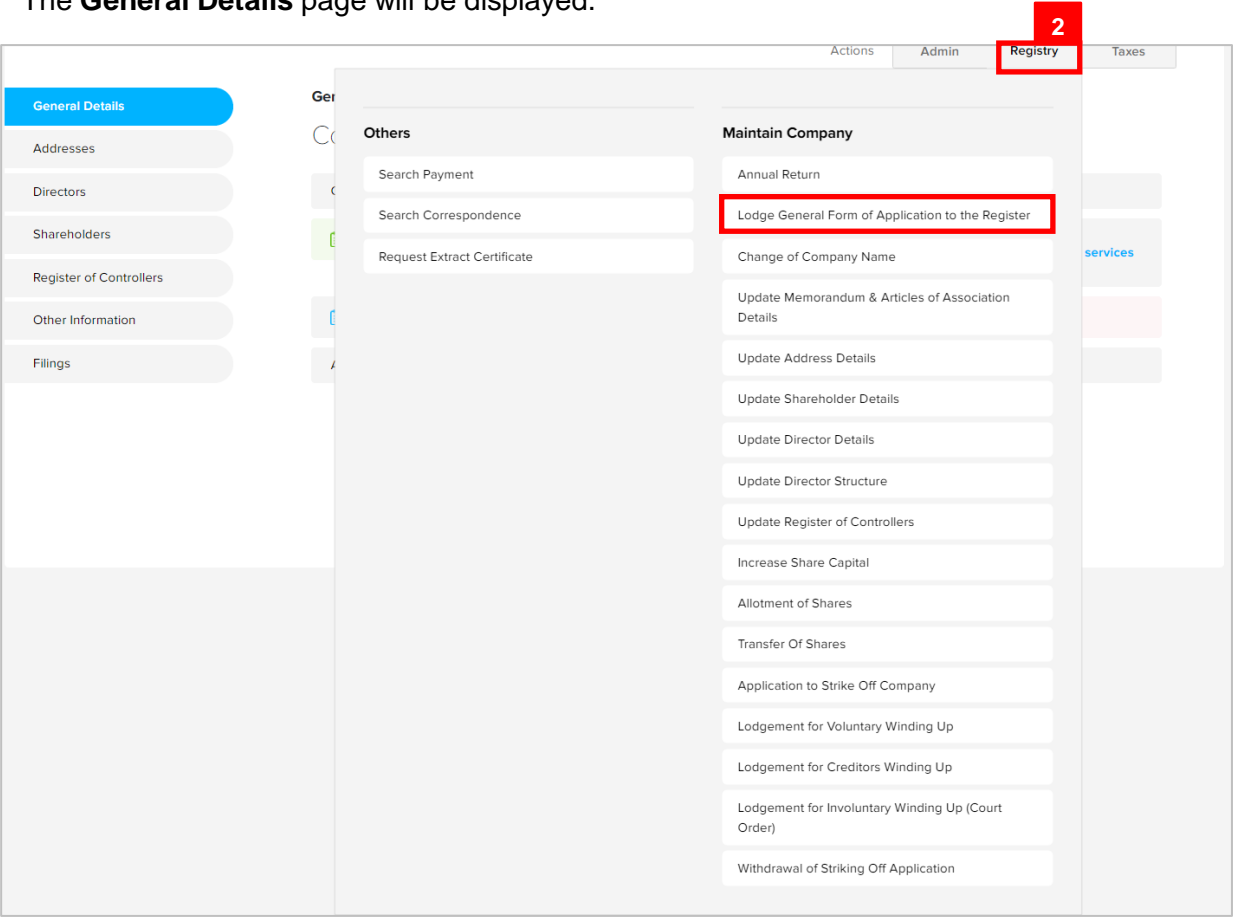 The General Details page will be displayed.
2
Actions
Admin
Registry
Taxes
General Details
Addresses
Directors
Shareholders
Register of Controllers
Other Information
Filings
Ger
Others
Search Payment
Search Correspondence
Request Extract Certificate
Maintain Company
Annual Return
Lodge General Form of Application to the Register
Change of Company Name
Update Memorandum & Articles of Association
Details
Update Address Details
Update Shareholder Details
Update Director Details
Update Director Structure
Update Register of Controllers
Increase Share Capital
Allotment of Shares
Transfer Of Shares
Application to Strike Off Company
Lodgement for Voluntary Winding Up
Lodgement for Creditors Winding Up
Lodgement for Involuntary Winding Up (Court
Order)
Withdrawal of Striking Off Application
services